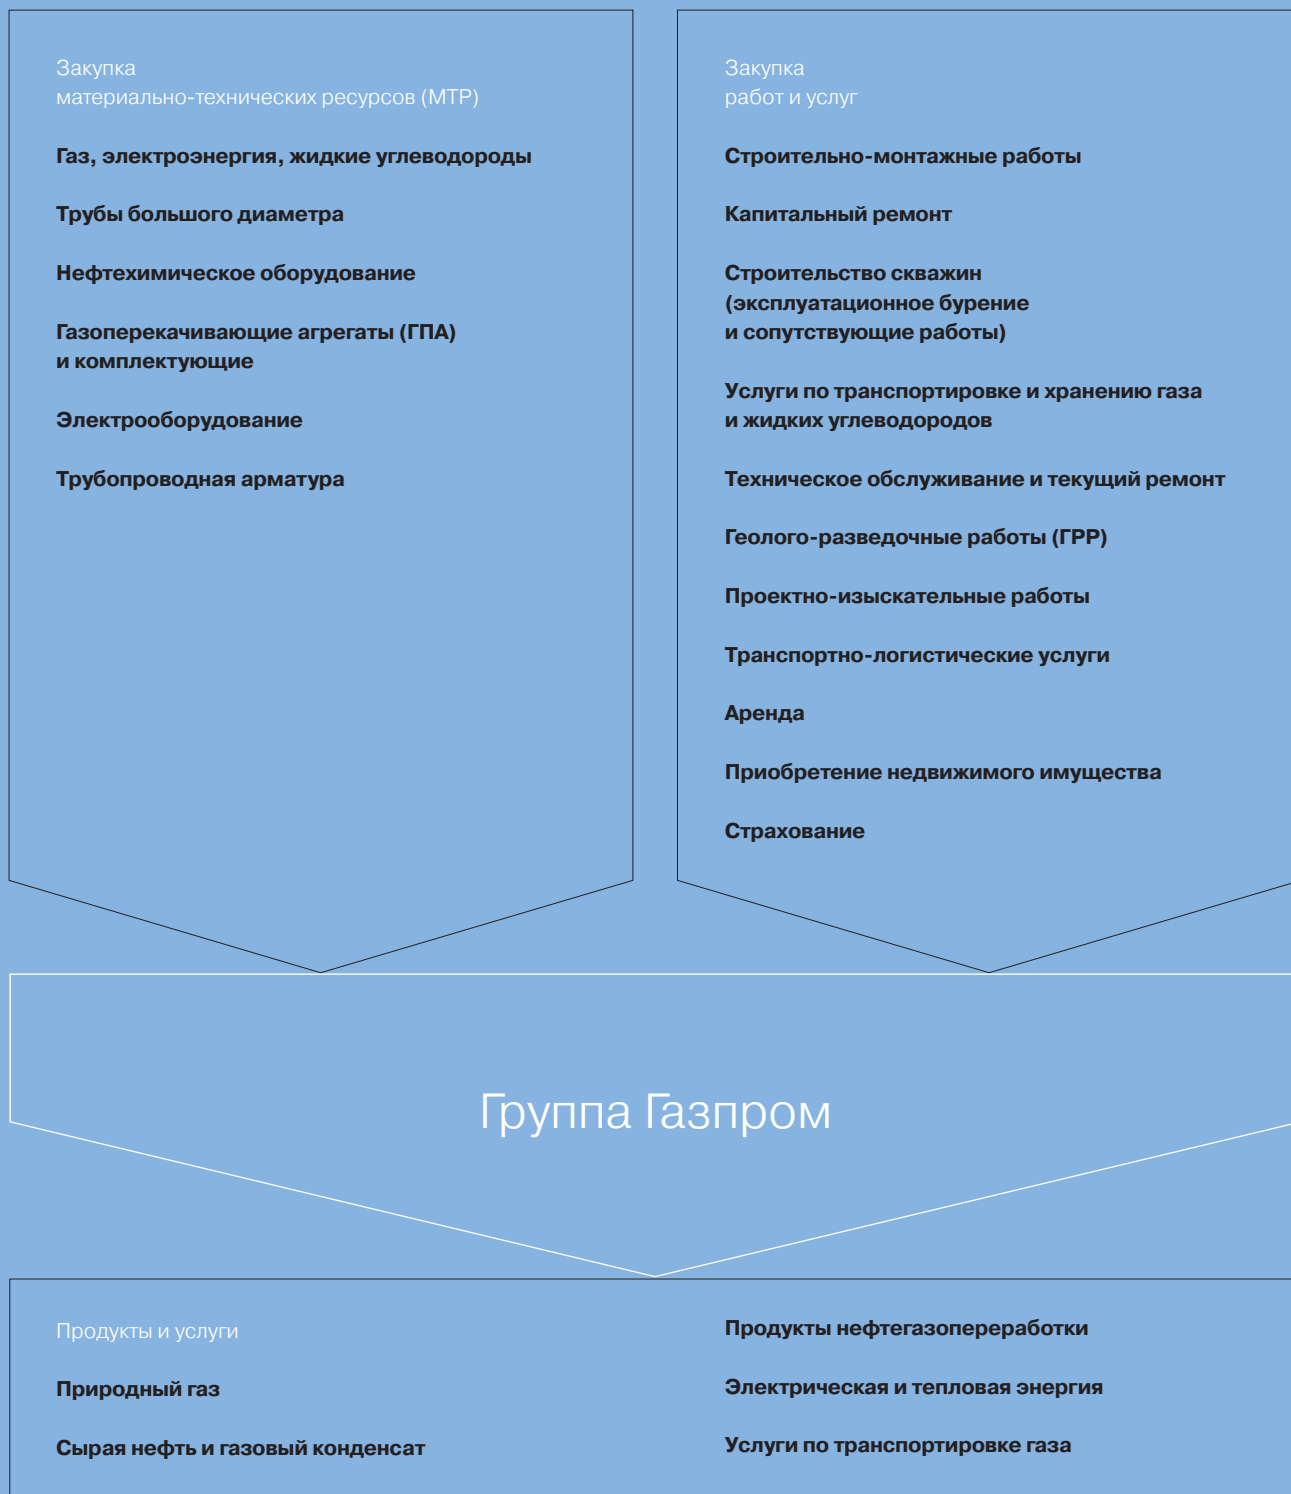 Закупка
материально-технических ресурсов (МТР)
Газ, электроэнергия, жидкие углеводороды
Трубы большого диаметра
Нефтехимическое оборудование
Газоперекачивающие агрегаты (ГПА)
и комплектующие
Электрооборудование
Трубопроводная арматура
Закупка
работ и услуг
Строительно-монтажные работы
Капитальный ремонт
Строительство скважин
(эксплуатационное бурение
и сопутствующие работы)
Услуги по транспортировке и хранению газа
и жидких углеводородов
Техническое обслуживание и текущий ремонт
Геолого-разведочные работы (ГРР)
Проектно-изыскательные работы
Транспортно-логистические услуги
Аренда
Приобретение недвижимого имущества
Страхование
Группа Газпром
Продукты и услуги
Природный газ
Сырая нефть и газовый конденсат
Продукты нефтегазопереработки
Электрическая и тепловая энергия
Услуги по транспортировке газа